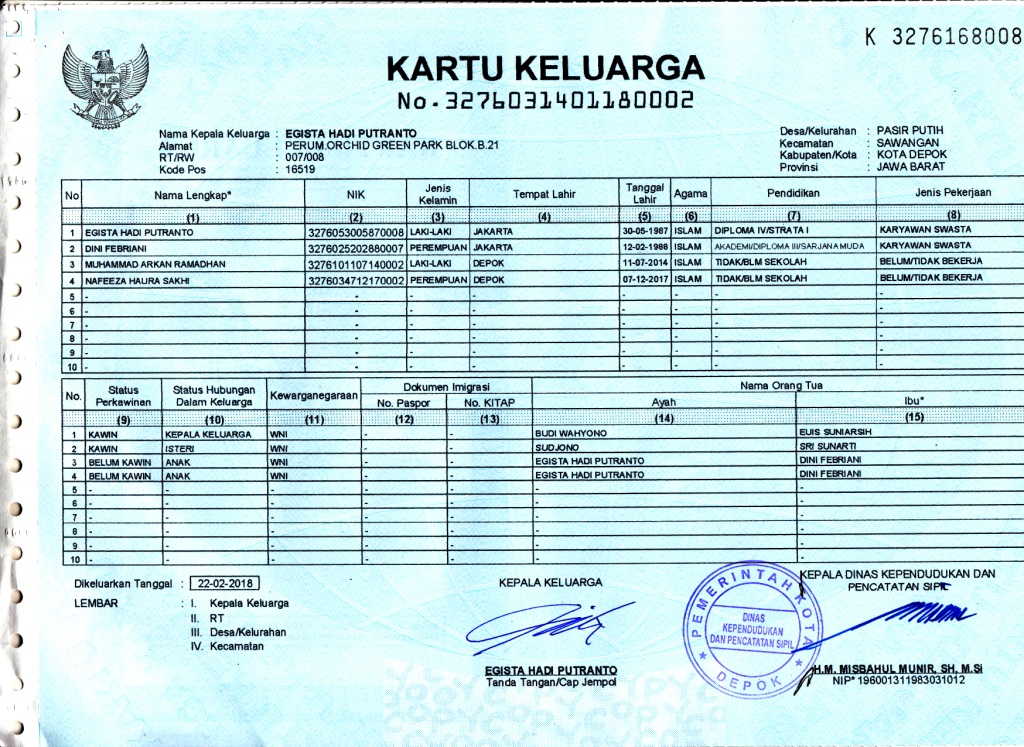 K 3276168008
KARTU KELUARGA
No. 3276031401180002
Nama Kepala Keluarga : EGISTA HADI PUTRANTO
Alamat : PERUM.ORCHID GREEN PARK BLOK.B.21
RT/RW : 007/008
Kode Pos : 16519
Desa/Kelurahan : PASIR PUTIH
Kecamatan : SAWANGAN
Kabupaten/Kota : KOTA DEPOK
Provinsi : JAWA BARAT
No Nama Lengkap* NIK Jenis Kelamin Tempat Lahir Tanggal Lahir Agama Pendidikan Jenis Pekerjaan
(1) (2) (3) (4) (5) (6) (7) (8)
1 EGISTA HADI PUTRANTO 3276053005870008 LAKI-LAKI JAKARTA 30-05-1987 ISLAM DIPLOMA IV/STRATA I KARYAWAN SWASTA
2 DINI FEBRIANI 3276025202880007 PEREMPUAN JAKARTA 12-02-1988 ISLAM AKADEMI/DIPLOMA III/SARJANA MUDA KARYAWAN SWASTA
3 MUHAMMAD ARKAN RAMADHAN 3276101107140002 LAKI-LAKI DEPOK 11-07-2014 ISLAM TIDAK/BLM SEKOLAH BELUM/TIDAK BEKERJA
4 NAFEEZA HAURA SAKHI 3276034712170002 PEREMPUAN DEPOK 07-12-2017 ISLAM TIDAK/BLM SEKOLAH BELUM/TIDAK BEKERJA
5 - - - - - - - -
6 - - - - - - - -
7 - - - - - - - -
8 - - - - - - - -
9 - - - - - - - -
10 - - - - - - - -
No. Status Perkawinan Status Hubungan Dalam Keluarga Kewarganegaraan Dokumen Imigrasi Nama Orang Tua
No. Paspor No. KITAP Ayah Ibu*
(9) (10) (11) (12) (13) (14) (15)
1 KAWIN KEPALA KELUARGA WNI - - BUDI WAHYONO EUIS SUNIARSIH
2 KAWIN ISTERI WNI - - SUDJONO SRI SUNARTI
3 BELUM KAWIN ANAK WNI - - EGISTA HADI PUTRANTO DINI FEBRIANI
4 BELUM KAWIN ANAK WNI - - EGISTA HADI PUTRANTO DINI FEBRIANI
5 - - - - - - -
6 - - - - - - -
7 - - - - - - -
8 - - - - - - -
9 - - - - - - -
10 - - - - - - -
Dikeluarkan Tanggal : 22-02-2018
LEMBAR : I. Kepala Keluarga
II. RT
III. Desa/Kelurahan
IV. Kecamatan
KEPALA KELUARGA
EGISTA HADI PUTRANTO
Tanda Tangan/Cap Jempol
PEMERINTAH KOTA
DINAS
KEPENDUDUKAN
DAN PENCATATAN SIPIL
DEPOK
KEPALA DINAS KEPENDUDUKAN DAN
PENCATATAN SIPIL
H.M. MISBAHUL MUNIR, SH, M.Si
NIP* 196001311983031012